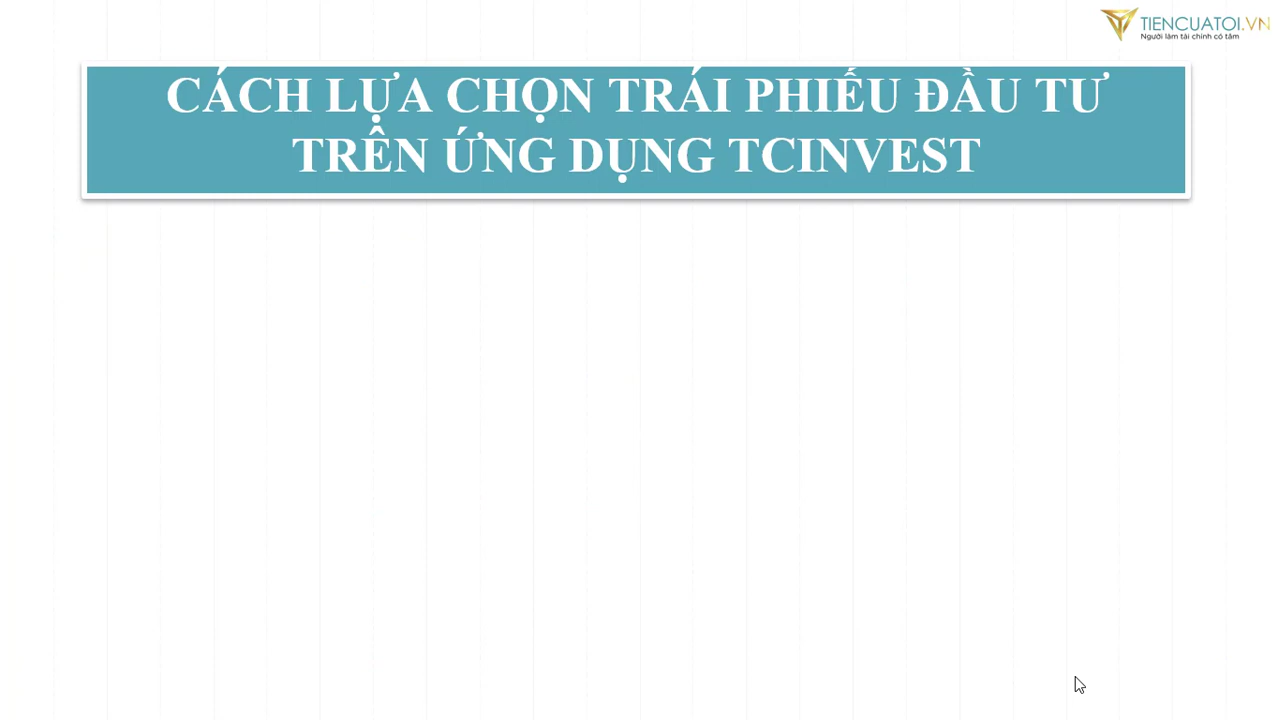 TIENCUATOI.VN
Người làm tài chính có tâm
CÁCH LỰA CHỌN TRÁI PHIẾU ĐẦU TƯ
TRÊN ỨNG DỤNG TCINVEST